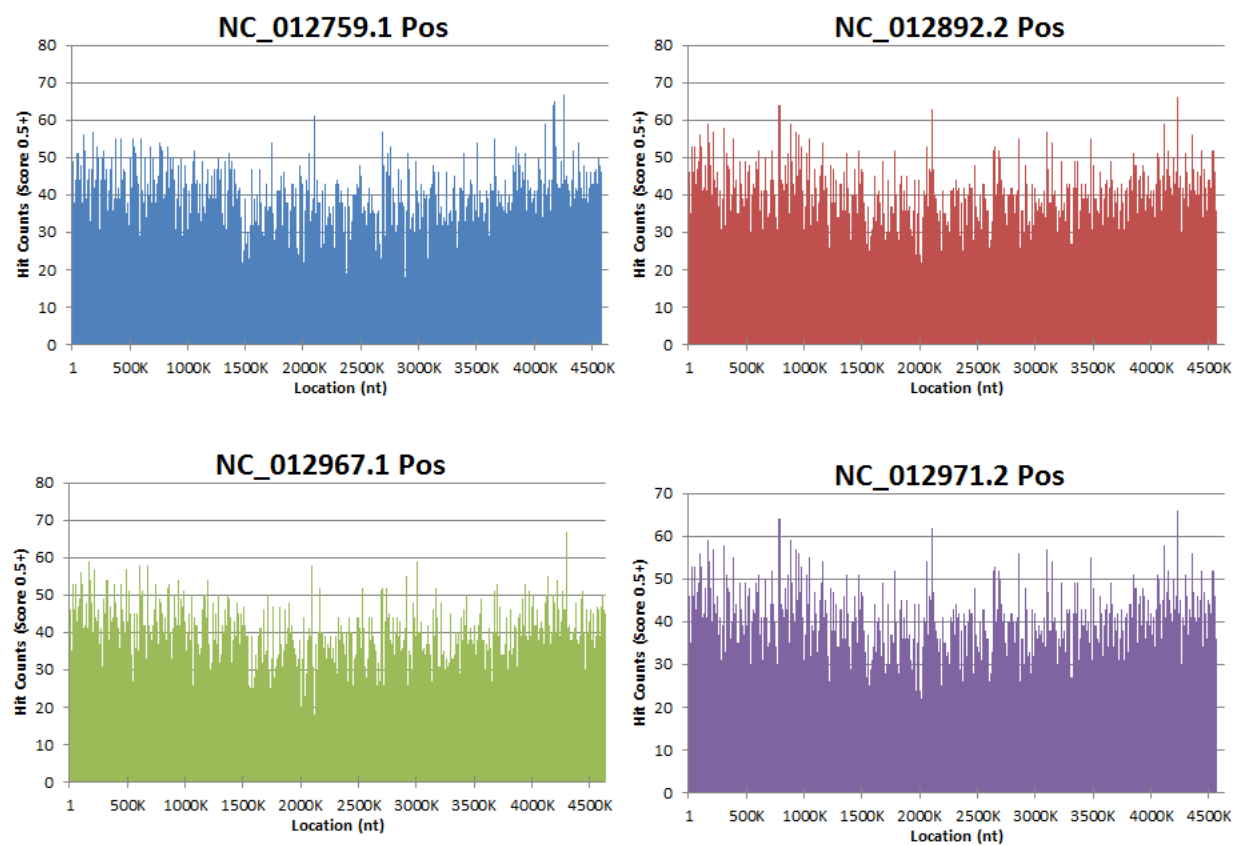 NC_012759.1 Pos
Hit Counts (Score 0.5+)
80
70
60
50
40
30
20
10
0
1 500K 1000K 1500K 2000K 2500K 3000K 3500K 4000K 4500K
Location (nt)
NC_012892.2 Pos
Hit Counts (Score 0.5+)
80
70
60
50
40
30
20
10
0
1 500K 1000K 1500K 2000K 2500K 3000K 3500K 4000K 4500K
Location (nt)
NC_012967.1 Pos
Hit Counts (Score 0.5+)
80
70
60
50
40
30
20
10
0
1 500K 1000K 1500K 2000K 2500K 3000K 3500K 4000K 4500K
Location (nt)
NC_012971.2 Pos
Hit Counts (Score 0.5+)
70
60
50
40
30
20
10
0
1 500K 1000K 1500K 2000K 2500K 3000K 3500K 4000K 4500K
Location (nt)